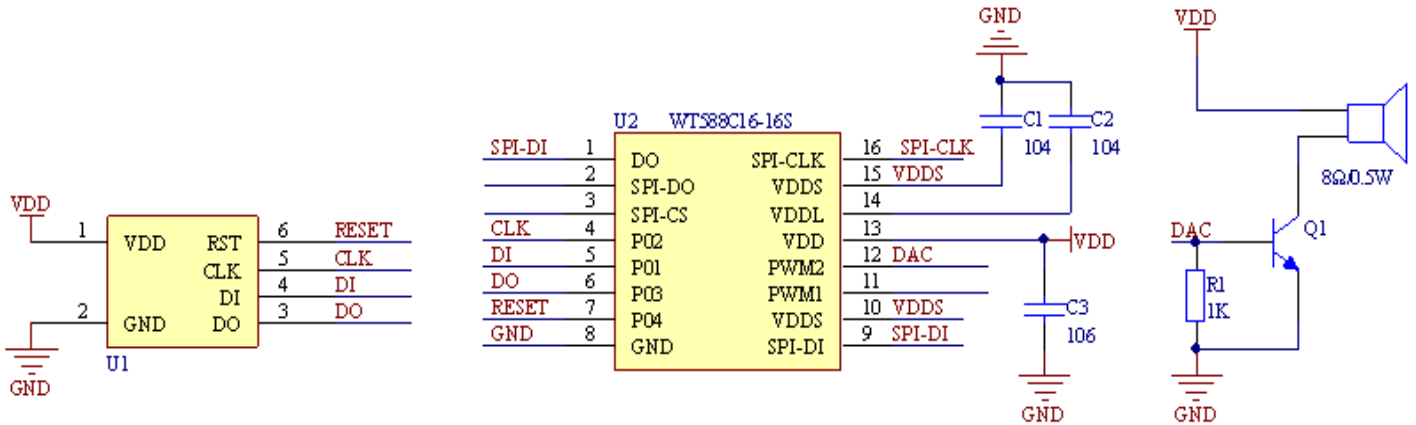 VDD
1 VDD RST 6 RESET
CLK 5 CLK
DI 4 DI
2 GND DO 3 DO
U1
GND
U2 WT588C16-16S
SPI-DI 1 DO SPI-CLK 16 SPI-CLK
2 SPI-DO VDDS 15 VDDS
3 SPI-CS VDDL 14
CLK 4 P02 VDD 13 VDD
DI 5 P01 PWM2 12 DAC
DO 6 P03 PWM1 11
RESET 7 P04 VDDS 10 VDDS
GND 8 GND SPI-DI 9 SPI-DI
GND
C1 C2
104 104
C3
106
GND
VDD
8Ω/0.5W
DAC Q1
R1
1K
GND